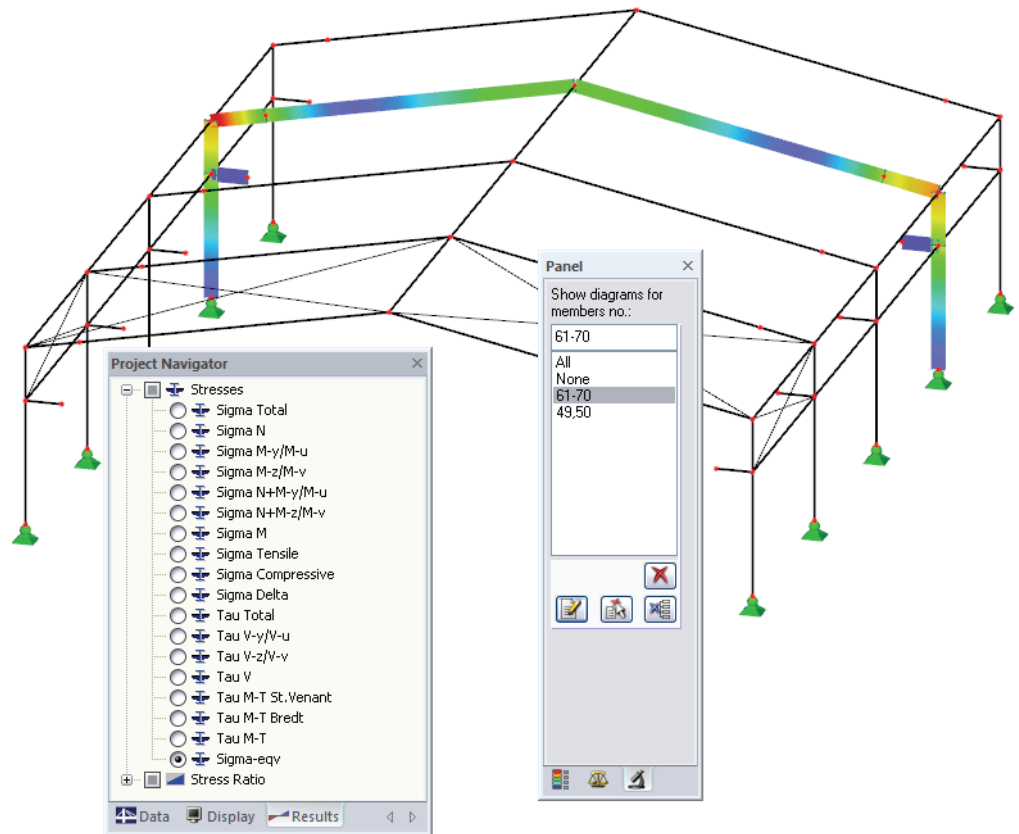 Panel
Show diagrams for
members no.:
61-70
All
None
61-70
49,50
Project Navigator
Stresses
Sigma Total
Sigma N
Sigma M-y/M-u
Sigma M-z/M-v
Sigma N+M-y/M-u
Sigma N+M-z/M-v
Sigma M
Sigma Tensile
Sigma Compressive
Sigma Delta
Tau Total
Tau V-y/V-u
Tau V-z/V-v
Tau V
Tau M-T St.Venant
Tau M-T Bredt
Tau M-T
Sigma-eqv
Stress Ratio
Data Display Results